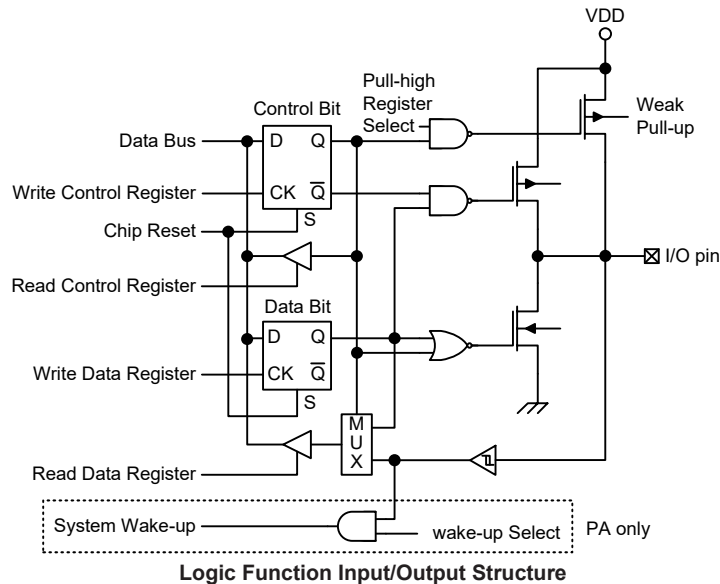 VDD
Pull-high
Register
Select
Weak
Pull-up
Control Bit
Data Bus
D
Q
Write Control Register
CK
Q̅
S
Chip Reset
I/O pin
Read Control Register
Data Bit
D
Q
Write Data Register
CK
Q̅
S
M
U
X
Read Data Register
System Wake-up
wake-up Select
PA only
Logic Function Input/Output Structure